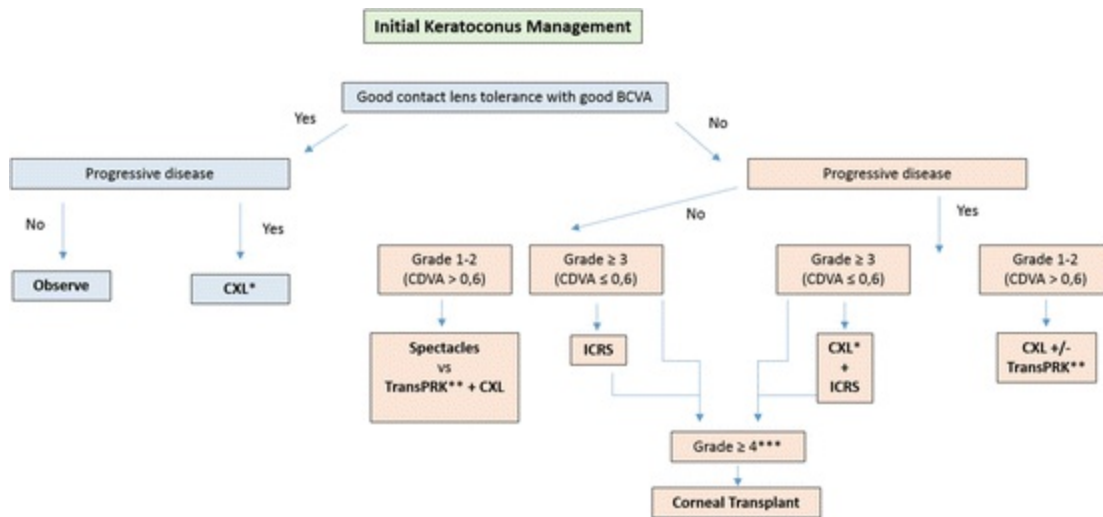 Initial Keratoconus Management
Good contact lens tolerance with good BCVA
Yes
No
Progressive disease
Progressive disease
No
Yes
No
Yes
Grade 1-2
(CDVA > 0,6)
Grade ≥ 3
(CDVA ≤ 0,6)
Grade ≥ 3
(CDVA ≤ 0,6)
Grade 1-2
(CDVA > 0,6)
Observe
CXL*
Spectacles
vs
TransPRK** + CXL
ICRS
CXL*
+
ICRS
CXL +/-
TransPRK**
Grade ≥ 4***
Corneal Transplant